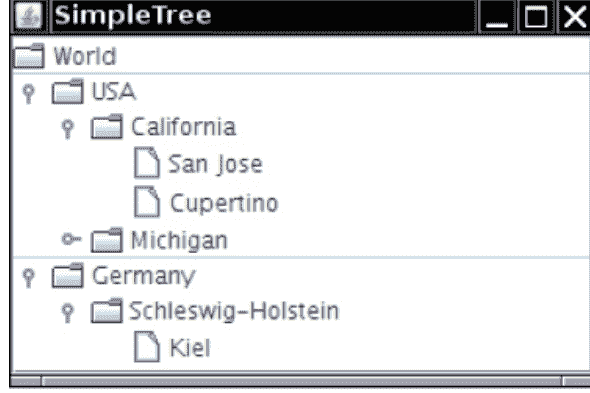 SimpleTree
World
USA
California
San Jose
Cupertino
Michigan
Germany
Schleswig-Holstein
Kiel